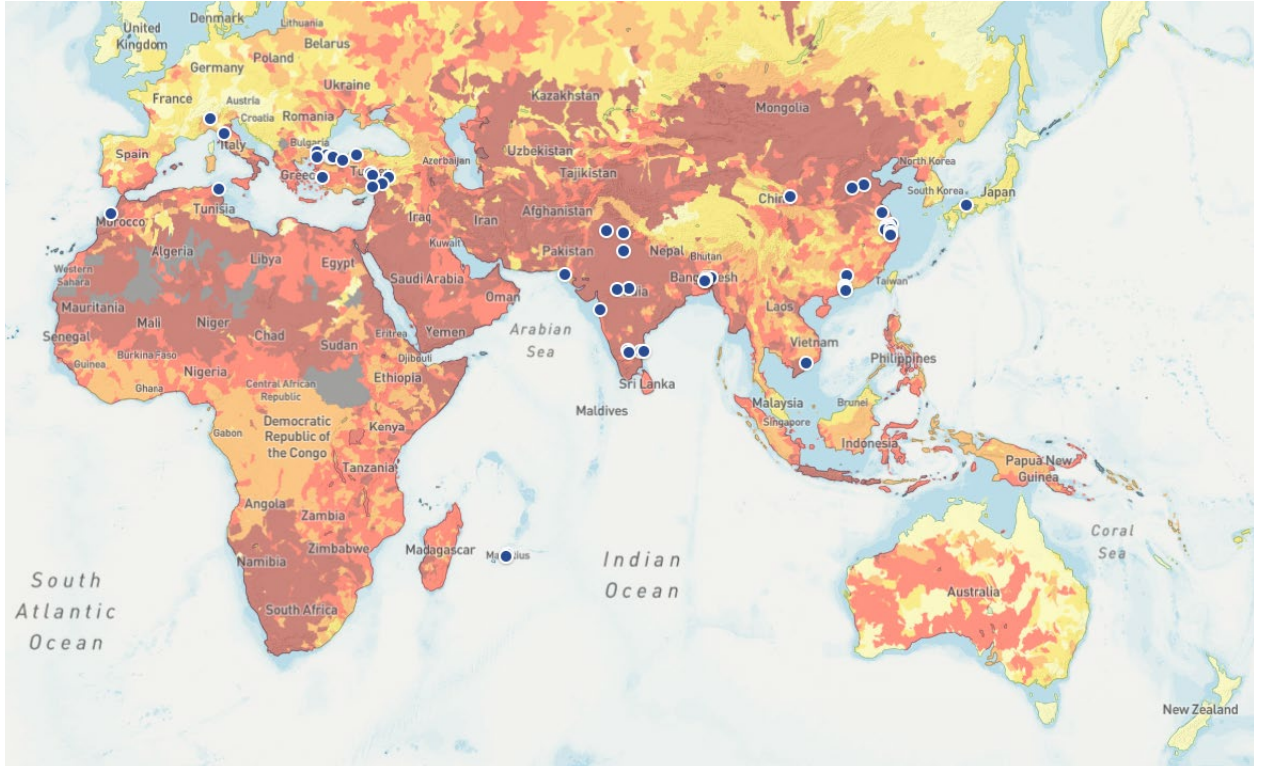 Denmark
Lithuania
United
Kingdom
Belarus
Poland
Germany
Ukraine
Kazakhstan
France
Austria
Mongolia
Croatia
Romania
Italy
Bulgaria
Uzbekistan
Spain
Azerbaijan
North Korea
Tajikistan
South Korea
Japan
Tunisia
Afghanistan
Morocco
Iraq
Iran
Kuwait
Pakistan
Nepal
Algeria
Libya
Egypt
Bhutan
Western
Sahara
Saudi Arabia
Taiwan
Mauritania
Oman
Laos
Mali
Niger
Chad
Sudan
Eritrea
Yemen
Arabian
Sea
Senegal
Vietnam
Burkina Faso
Djibouti
Philippines
Guinea
Nigeria
Ethiopia
Sri Lanka
Ghana
Central African
Republic
Malaysia
Brunei
Maldives
Singapore
Democratic
Republic of
the Congo
Gabon
Kenya
Indonesia
Papua New
Guinea
Tanzania
Angola
Zambia
Coral
Sea
Zimbabwe
Madagascar
Namibia
Indian
Ocean
South
Atlantic
Ocean
Australia
South Africa
New Zealand